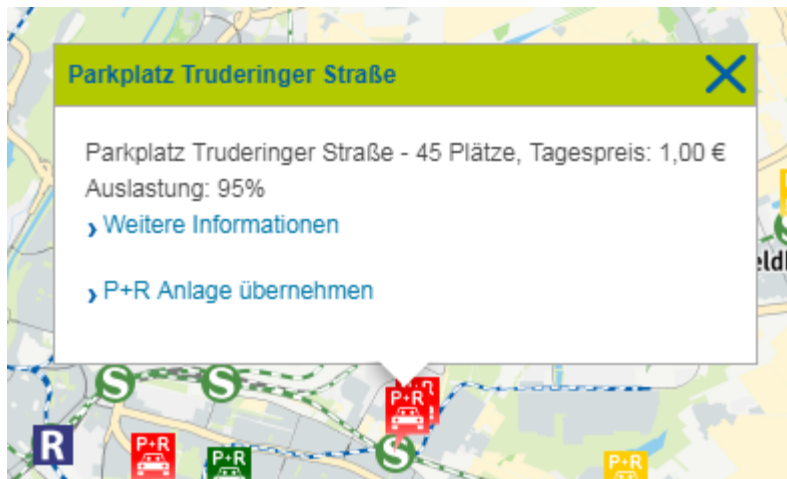 Parkplatz Truderinger Straße
Parkplatz Truderinger Straße - 45 Plätze, Tagespreis: 1,00 €
Auslastung: 95%
Weitere Informationen
P+R Anlage übernehmen
S
S
P+R
R
P+R
P+R
S
P+R